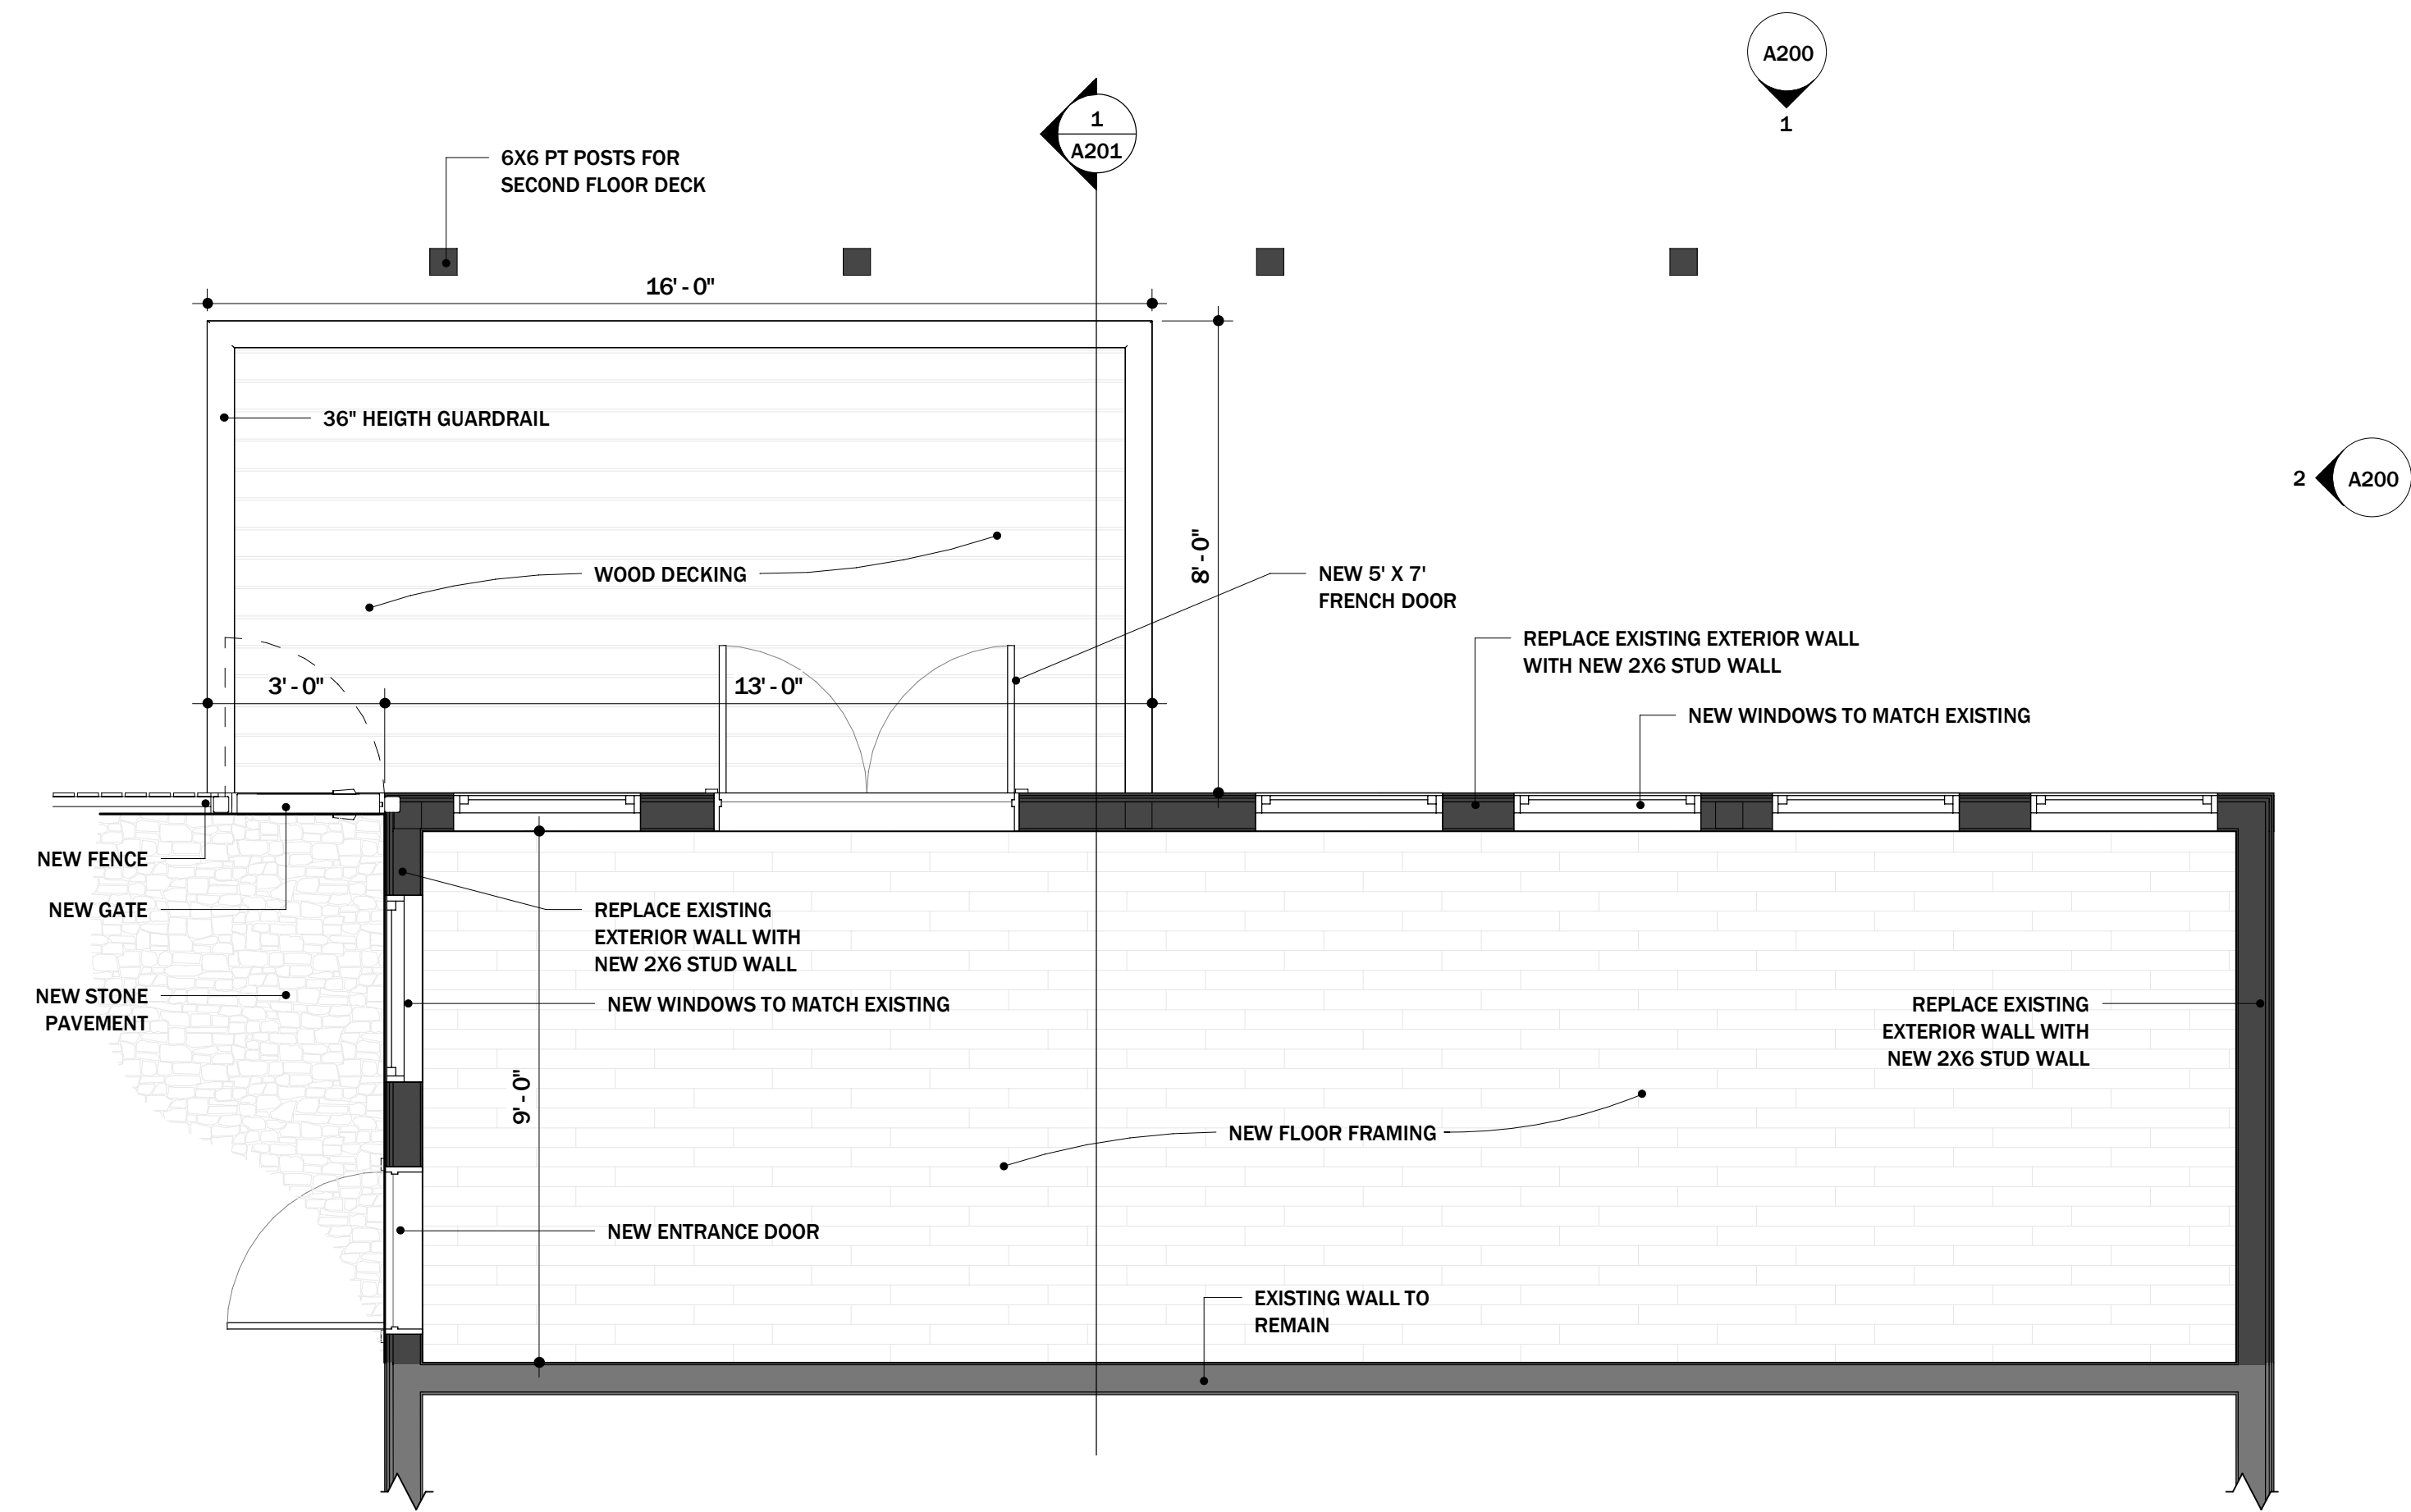 A200
1
1
A201
6X6 PT POSTS FOR
SECOND FLOOR DECK
16' - 0"
36" HEIGTH GUARDRAIL
2
A200
WOOD DECKING
8' - 0"
NEW 5' X 7'
FRENCH DOOR
REPLACE EXISTING EXTERIOR WALL
WITH NEW 2X6 STUD WALL
3' - 0"
13' - 0"
NEW WINDOWS TO MATCH EXISTING
NEW FENCE
NEW GATE
REPLACE EXISTING
EXTERIOR WALL WITH
NEW 2X6 STUD WALL
NEW STONE
PAVEMENT
NEW WINDOWS TO MATCH EXISTING
REPLACE EXISTING
EXTERIOR WALL WITH
NEW 2X6 STUD WALL
9' - 0"
NEW FLOOR FRAMING
NEW ENTRANCE DOOR
EXISTING WALL TO
REMAIN